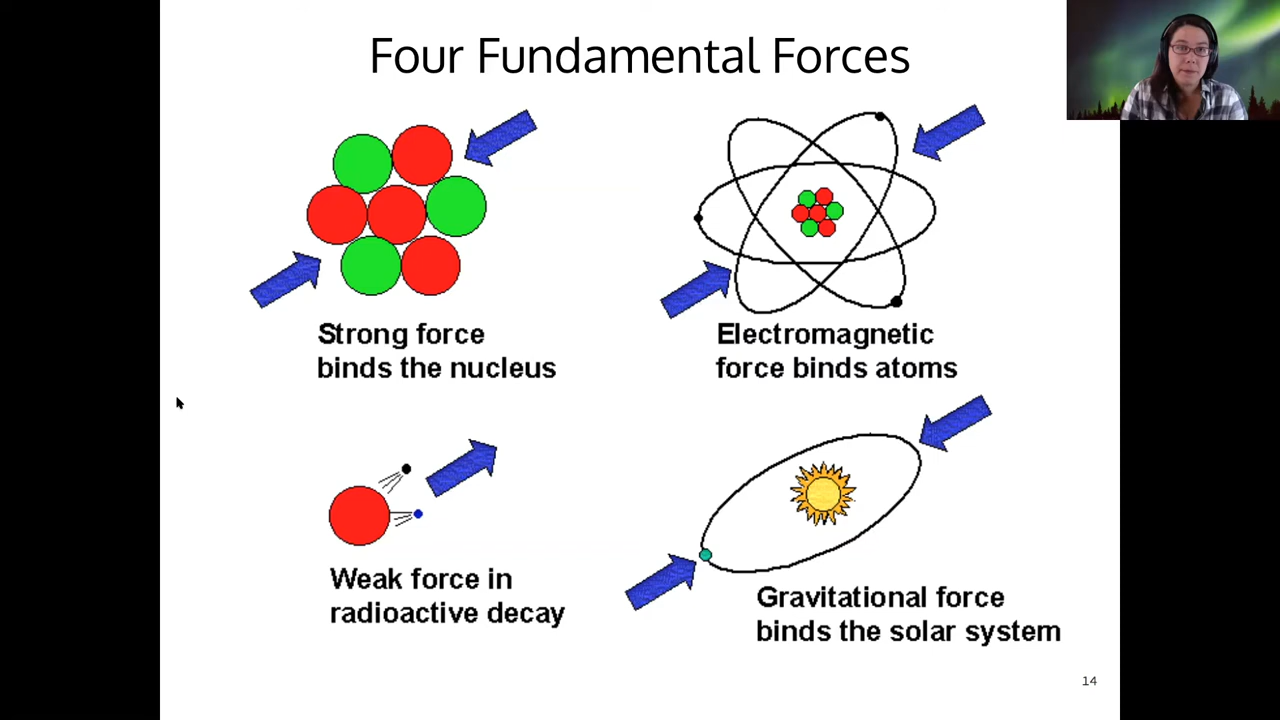 Four Fundamental Forces
Strong force
binds the nucleus
Electromagnetic
force binds atoms
Weak force in
radioactive decay
Gravitational force
binds the solar system
14